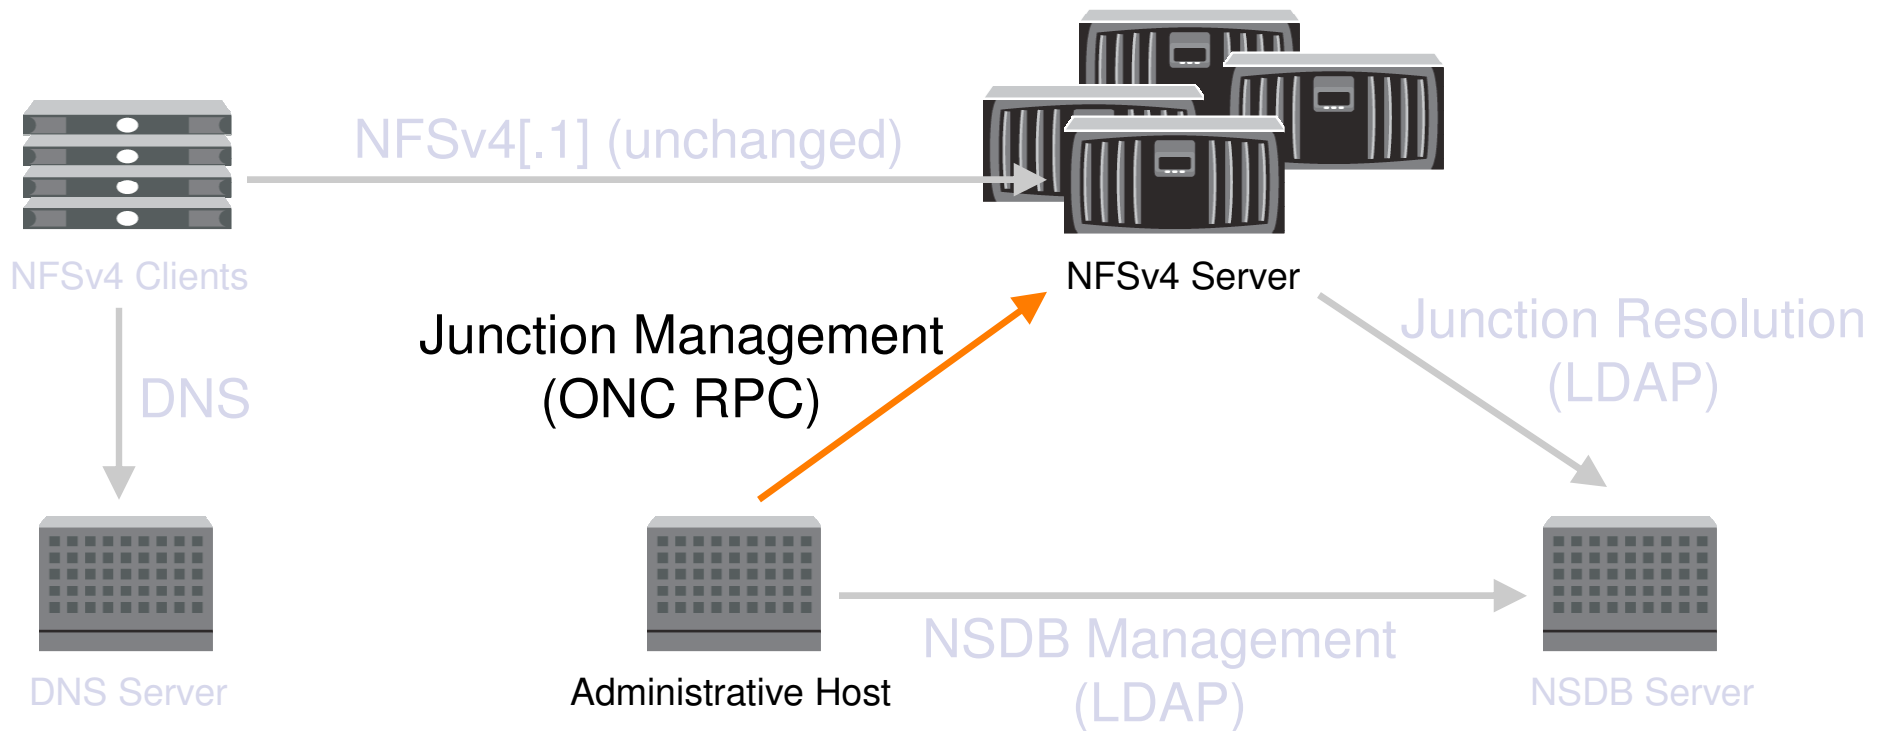 NFSv4[.1] (unchanged)
NFSv4 Clients
NFSv4 Server
Junction Management
(ONC RPC)
Junction Resolution
(LDAP)
DNS
NSDB Management
(LDAP)
DNS Server
Administrative Host
NSDB Server